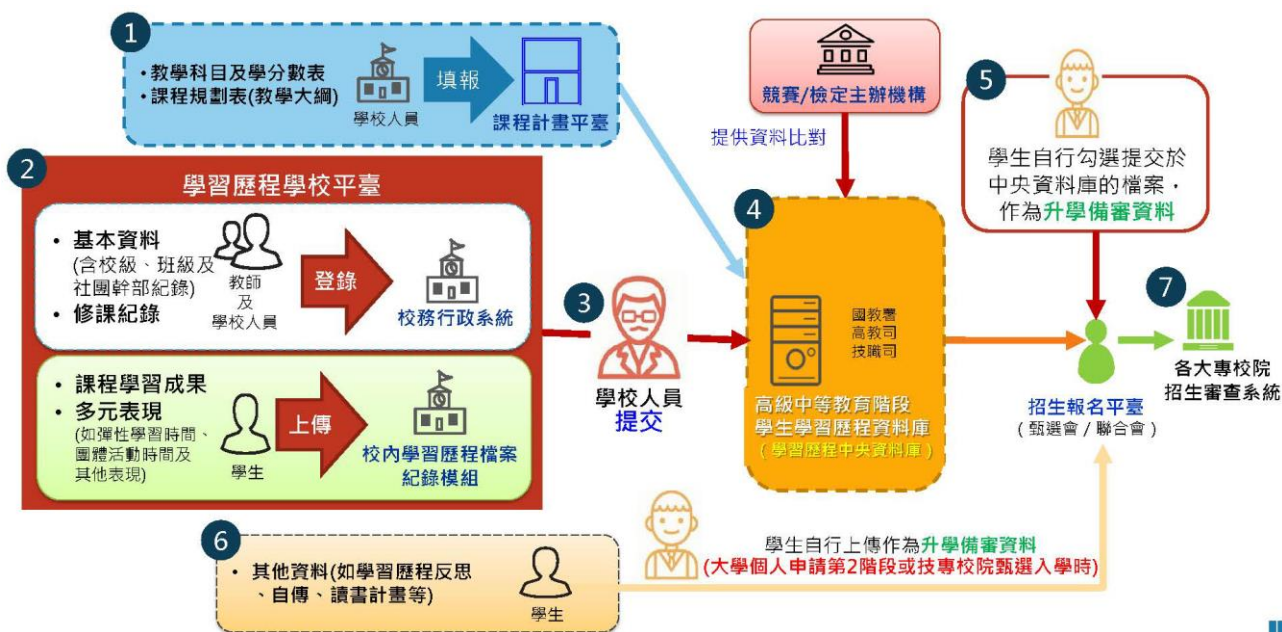 1
•教學科目及學分數表
•課程規劃表(教學大綱)
學校人員
填報
課程計畫平臺
競賽/檢定主辦機構
提供資料比對
5
學生自行勾選提交於
中央資料庫的檔案，
作為升學備審資料
2
學習歷程學校平臺
• 基本資料
(含校級、班級及
社團幹部紀錄)
• 修課紀錄
教師
及
學校人員
登錄
校務行政系統
• 課程學習成果
• 多元表現
(如彈性學習時間、
團體活動時間及
其他表現)
學生
上傳
校內學習歷程檔案
紀錄模組
3
學校人員
提交
4
國教署
高教司
技職司
高級中等教育階段
學生學習歷程資料庫
(學習歷程中央資料庫)
招生報名平臺
(甄選會/聯合會)
7
各大專校院
招生審查系統
6
• 其他資料(如學習歷程反思
、自傳、讀書計畫等)
學生
學生自行上傳作為升學備審資料
(大學個人申請第2階段或技專校院甄選入學時)